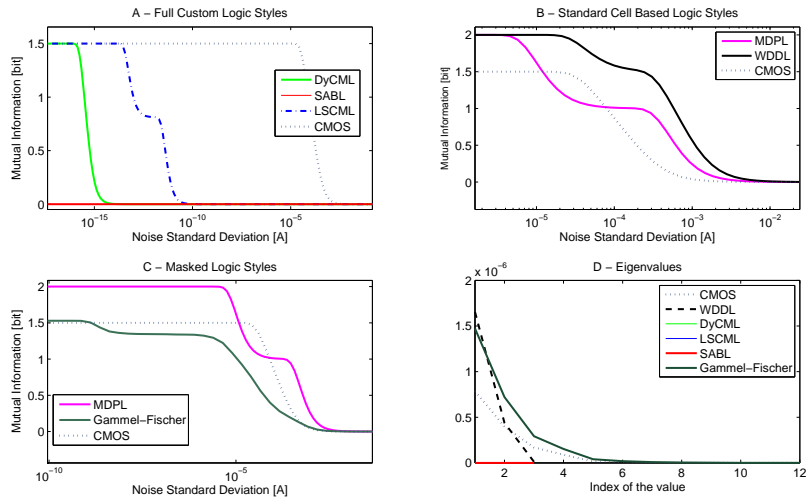 A − Full Custom Logic Styles
1.5
1
0.5
0
Mutual Information [bit]
DyCML
SABL
LSCML
CMOS
10−15
10−10
10−5
Noise Standard Deviation [A]
B − Standard Cell Based Logic Styles
2
1.5
1
0.5
0
Mutual Information [bit]
MDPL
WDDL
CMOS
10−5
10−4
10−3
10−2
Noise Standard Deviation [A]
C − Masked Logic Styles
2
1.5
1
0.5
0
Mutual Information [bit]
MDPL
Gammel−Fischer
CMOS
10−10
10−5
Noise Standard Deviation [A]
D − Eigenvalues
x 10−6
2
1.5
1
0.5
0
CMOS
WDDL
DyCML
LSCML
SABL
Gammel−Fischer
2 4 6 8 10 12
Index of the value